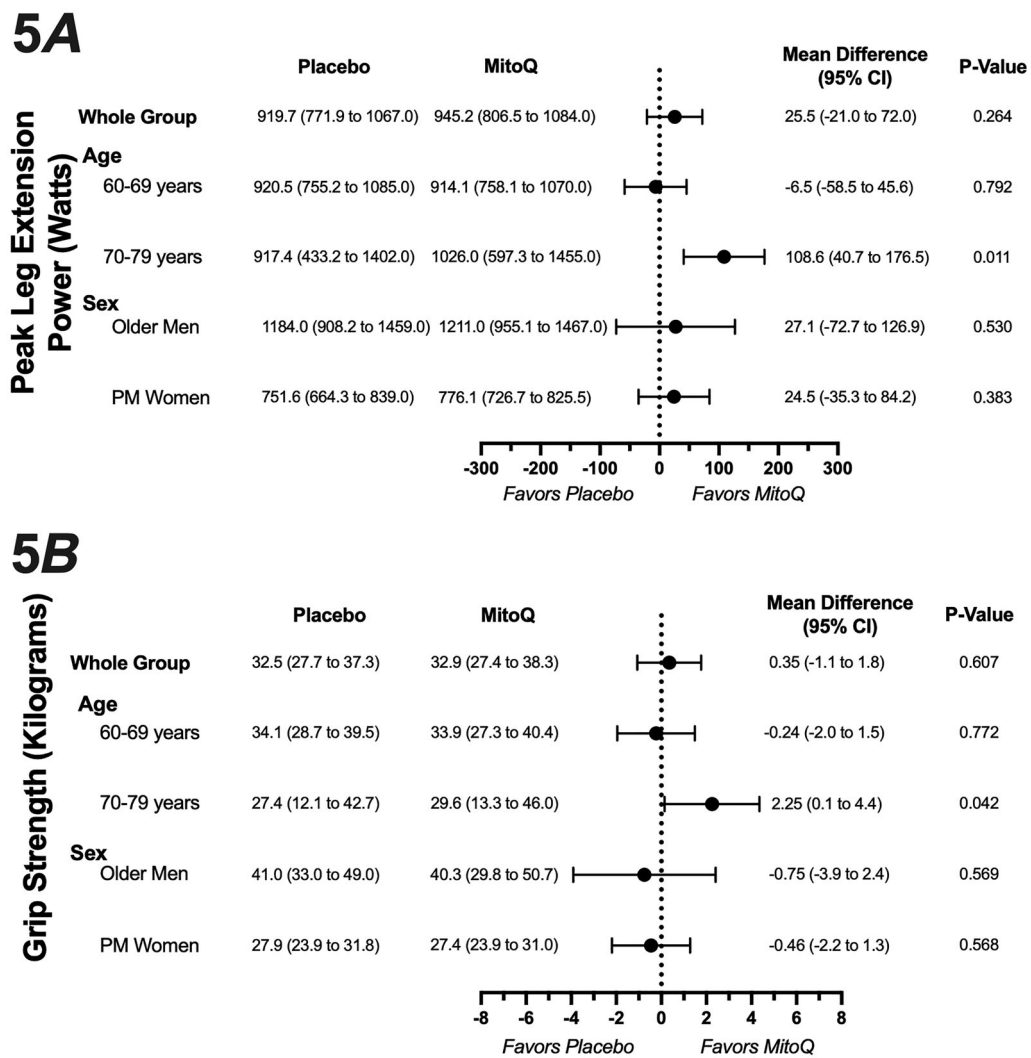 5A
Placebo MitoQ Mean Difference (95% CI) P-Value
Peak Leg Extension Power (Watts)
Whole Group 919.7 (771.9 to 1067.0) 945.2 (806.5 to 1084.0) 25.5 (-21.0 to 72.0) 0.264
Age
60-69 years 920.5 (755.2 to 1085.0) 914.1 (758.1 to 1070.0) -6.5 (-58.5 to 45.6) 0.792
70-79 years 917.4 (433.2 to 1402.0) 1026.0 (597.3 to 1455.0) 108.6 (40.7 to 176.5) 0.011
Sex
Older Men 1184.0 (908.2 to 1459.0) 1211.0 (955.1 to 1467.0) 27.1 (-72.7 to 126.9) 0.530
PM Women 751.6 (664.3 to 839.0) 776.1 (726.7 to 825.5) 24.5 (-35.3 to 84.2) 0.383
-300 -200 -100 0 100 200 300
Favors Placebo Favors MitoQ
5B
Placebo MitoQ Mean Difference (95% CI) P-Value
Grip Strength (Kilograms)
Whole Group 32.5 (27.7 to 37.3) 32.9 (27.4 to 38.3) 0.35 (-1.1 to 1.8) 0.607
Age
60-69 years 34.1 (28.7 to 39.5) 33.9 (27.3 to 40.4) -0.24 (-2.0 to 1.5) 0.772
70-79 years 27.4 (12.1 to 42.7) 29.6 (13.3 to 46.0) 2.25 (0.1 to 4.4) 0.042
Sex
Older Men 41.0 (33.0 to 49.0) 40.3 (29.8 to 50.7) -0.75 (-3.9 to 2.4) 0.569
PM Women 27.9 (23.9 to 31.8) 27.4 (23.9 to 31.0) -0.46 (-2.2 to 1.3) 0.568
-8 -6 -4 -2 0 2 4 6 8
Favors Placebo Favors MitoQ